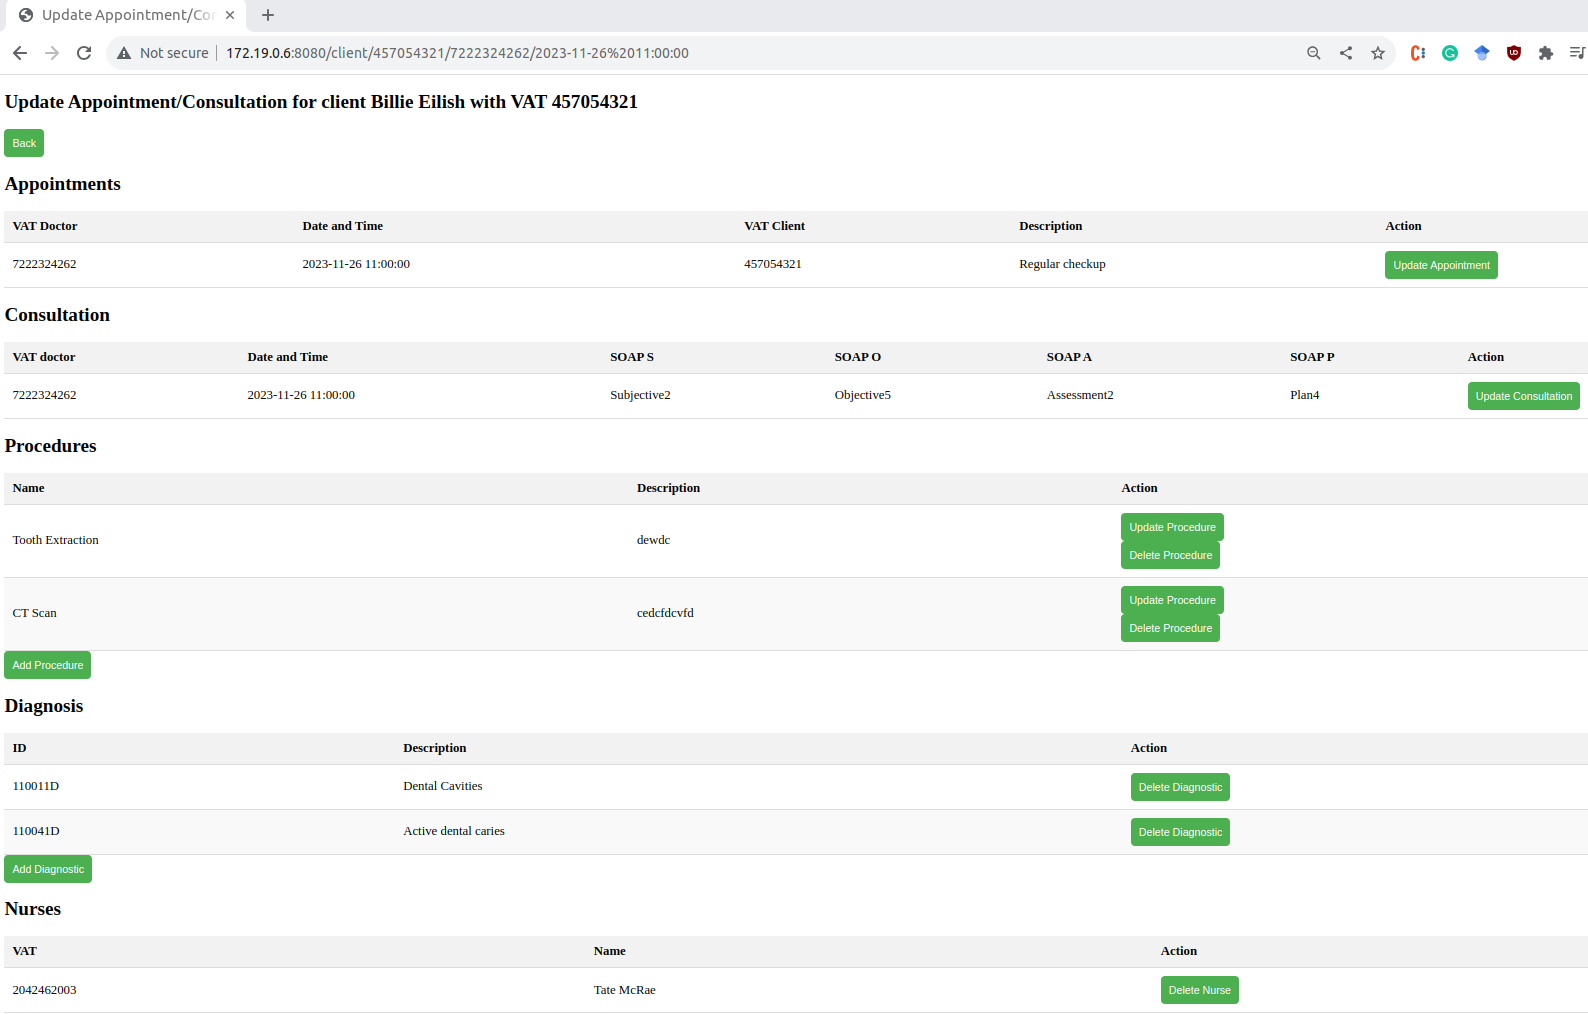 Update Appointment/Co
Not secure 172.19.0.6:8080/client/457054321/7222324262/2023-11-26%2011:00:00
Update Appointment/Consultation for client Billie Eilish with VAT 457054321
Back
Appointments
VAT Doctor Date and Time VAT Client Description Action
7222324262 2023-11-26 11:00:00 457054321 Regular checkup Update Appointment
Consultation
VAT doctor Date and Time SOAP S SOAP O SOAP A SOAP P Action
7222324262 2023-11-26 11:00:00 Subjective2 Objective5 Assessment2 Plan4 Update Consultation
Procedures
Name Description Action
Tooth Extraction dewdc Update Procedure
Delete Procedure
CT Scan cedcfdcvfd Update Procedure
Delete Procedure
Add Procedure
Diagnosis
ID Description Action
110011D Dental Cavities Delete Diagnostic
110041D Active dental caries Delete Diagnostic
Add Diagnostic
Nurses
VAT Name Action
2042462003 Tate McRae Delete Nurse